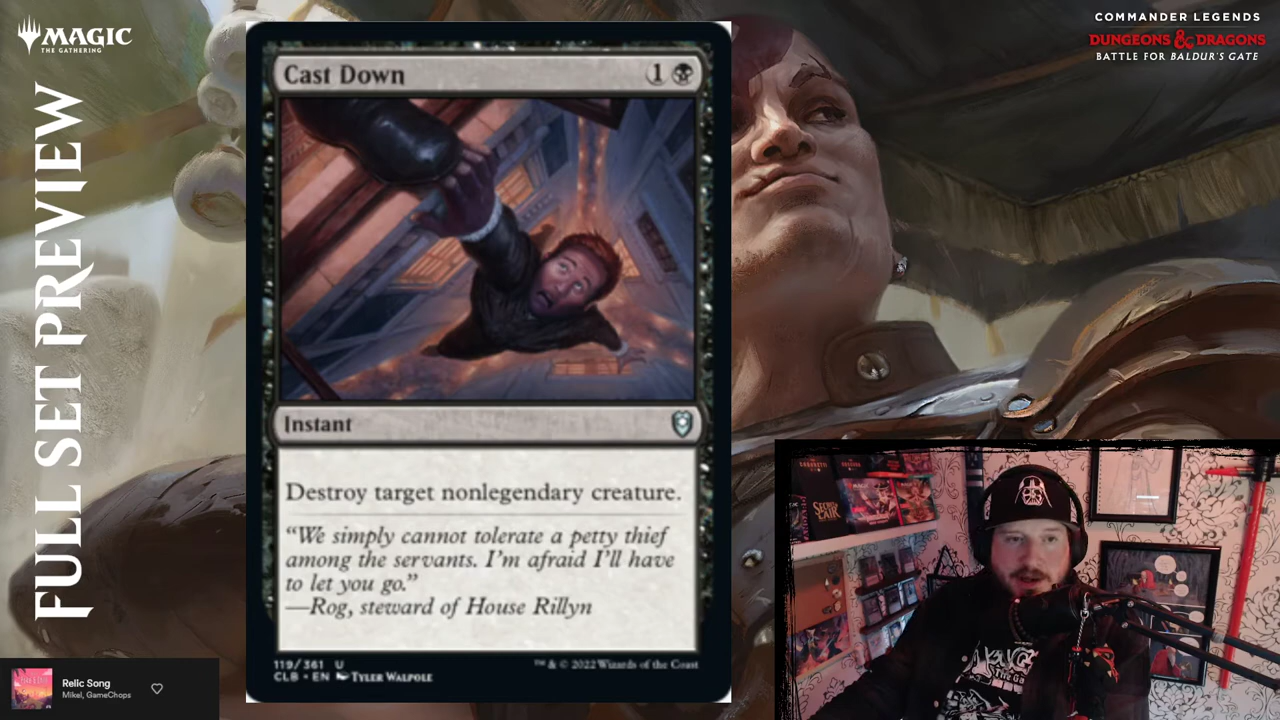 MAGIC
THE GATHERING
FULL SET PREVIEW
COMMANDER LEGENDS
DUNGEONS & DRAGONS
BATTLE FOR BALDUR'S GATE
Cast Down
1
Instant
Destroy target nonlegendary creature.
“We simply cannot tolerate a petty thief
among the servants. I’m afraid I’ll have
to let you go.”
—Rog, steward of House Rillyn
119/361 U
™ & © 2022 Wizards of the Coast
CLB • EN TYLER WALPOLE
Relic Song
Mikel, GameChops
SECRET
LAIR